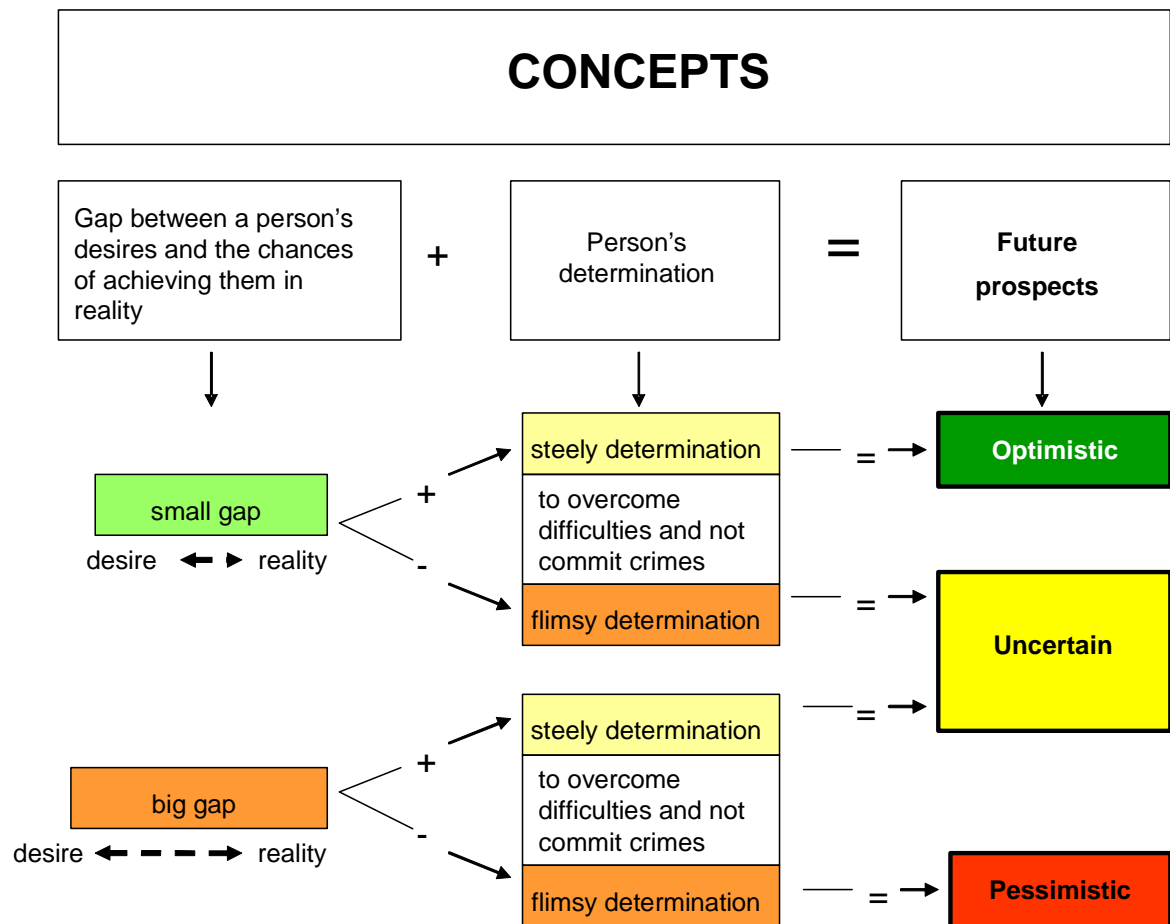 CONCEPTS
Gap between a person’s
desires and the chances
of achieving them in
reality
+
Person’s
determination
=
Future
prospects
small gap
desire
reality
+
-
steely determination
to overcome
difficulties and not
commit crimes
flimsy determination
=
=
Optimistic
Uncertain
big gap
desire
reality
+
-
steely determination
to overcome
difficulties and not
commit crimes
flimsy determination
=
=
Pessimistic